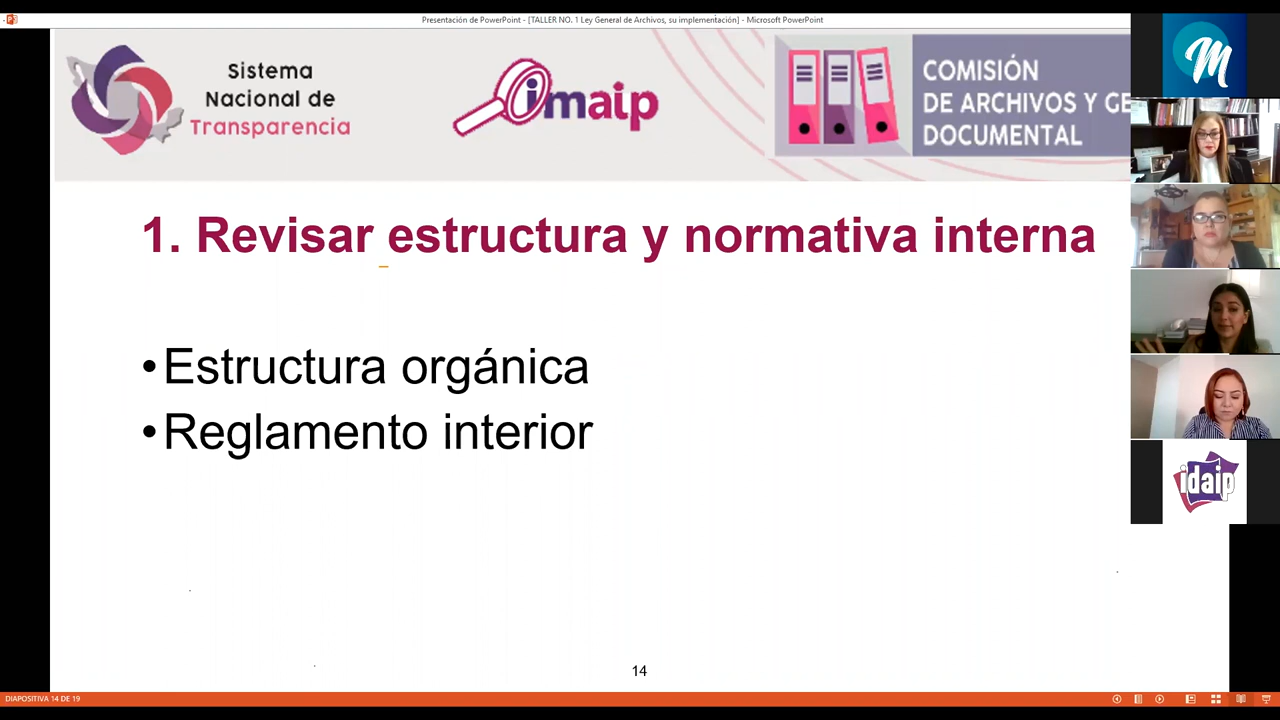 Presentación de PowerPoint - [TALLER NO. 1 Ley General de Archivos, su implementación] - Microsoft PowerPoint
Sistema
Nacional de
Transparencia
imaip
COMISIÓN
DE ARCHIVOS Y GE
DOCUMENTAL
M
1. Revisar estructura y normativa interna
•Estructura orgánica
•Reglamento interior
idaip
14
DIAPOSITIVA 14 DE 19